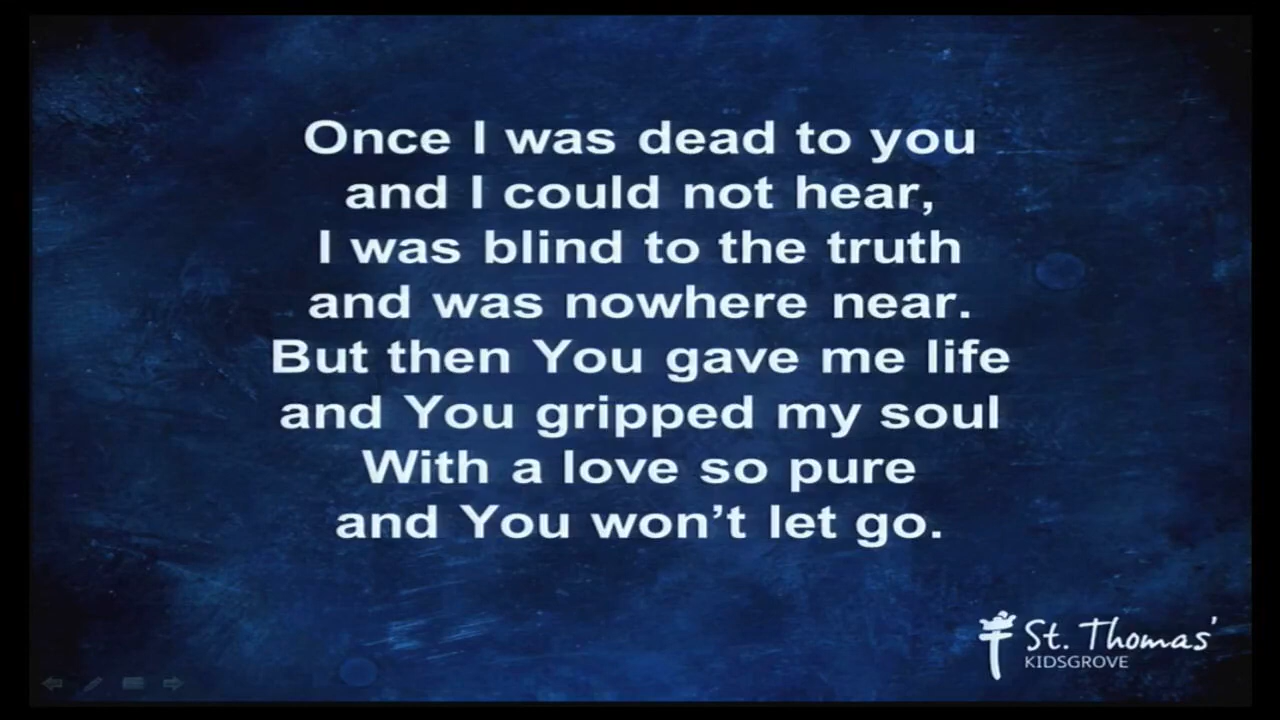 Once I was dead to you
and I could not hear,
I was blind to the truth
and was nowhere near.
But then You gave me life
and You gripped my soul
With a love so pure
and You won’t let go.
St. Thomas'
KIDSGROVE